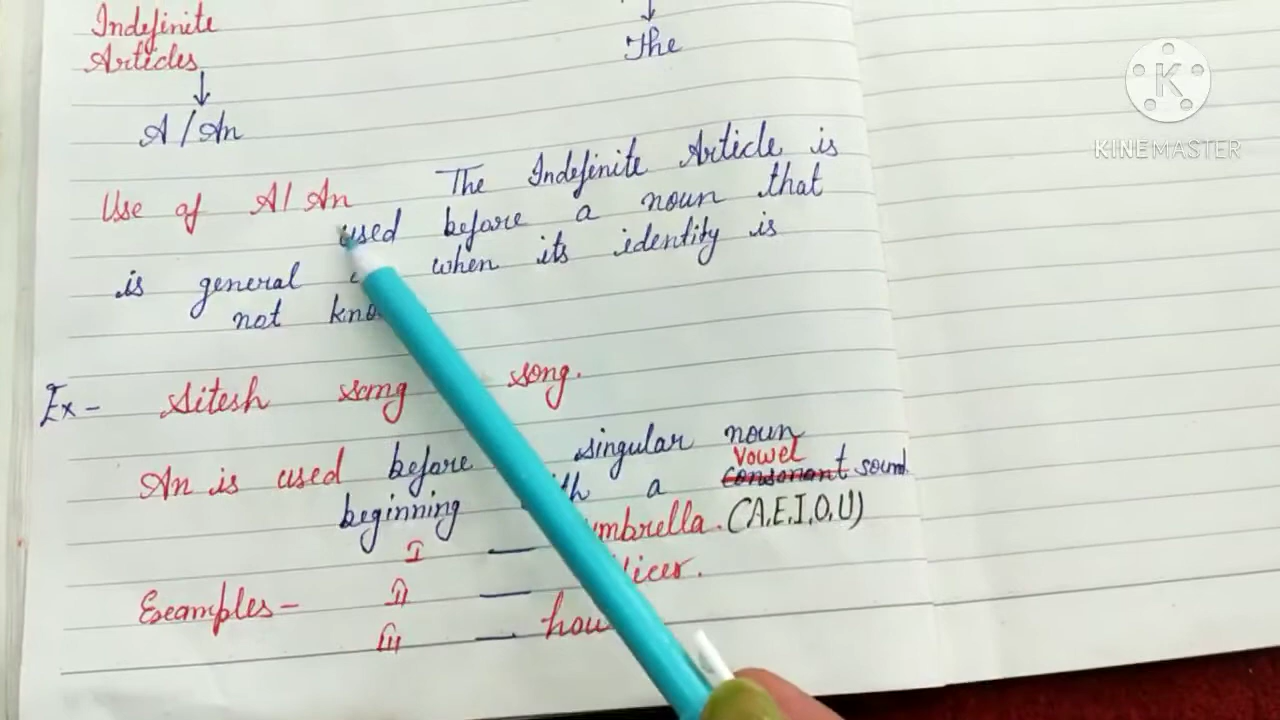 Indefinite
Articles
The
A/An
KINEMASTER
Use of A/An The Indefinite Article is
used before a noun that
is general when its identity is
not
Ex- Sitesh sang song.
An is used before singular noun
vowel
beginning a consonant sound.
umbrella. (A,E,I,O,U)
I —
Examples- II —
III —